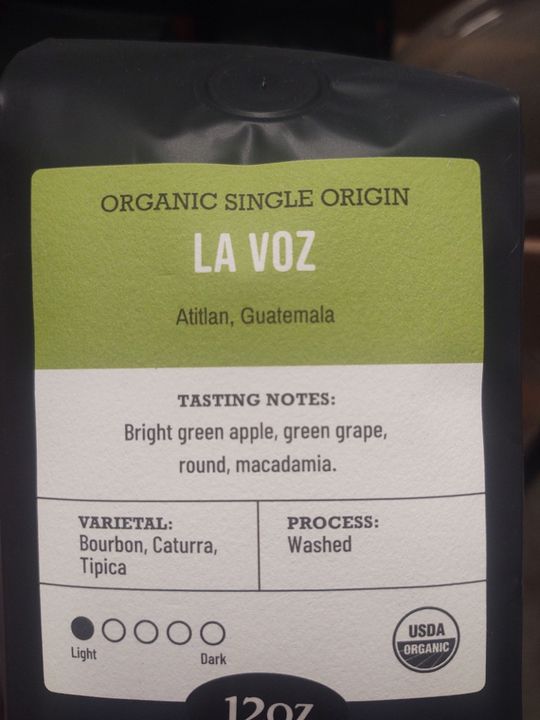 ORGANIC SINGLE ORIGIN
LA VOZ
Atitlan, Guatemala
TASTING NOTES:
Bright green apple, green grape,
round, macadamia.
VARIETAL:
Bourbon, Caturra,
Tipica
PROCESS:
Washed
Light
Dark
USDA
ORGANIC
12oz